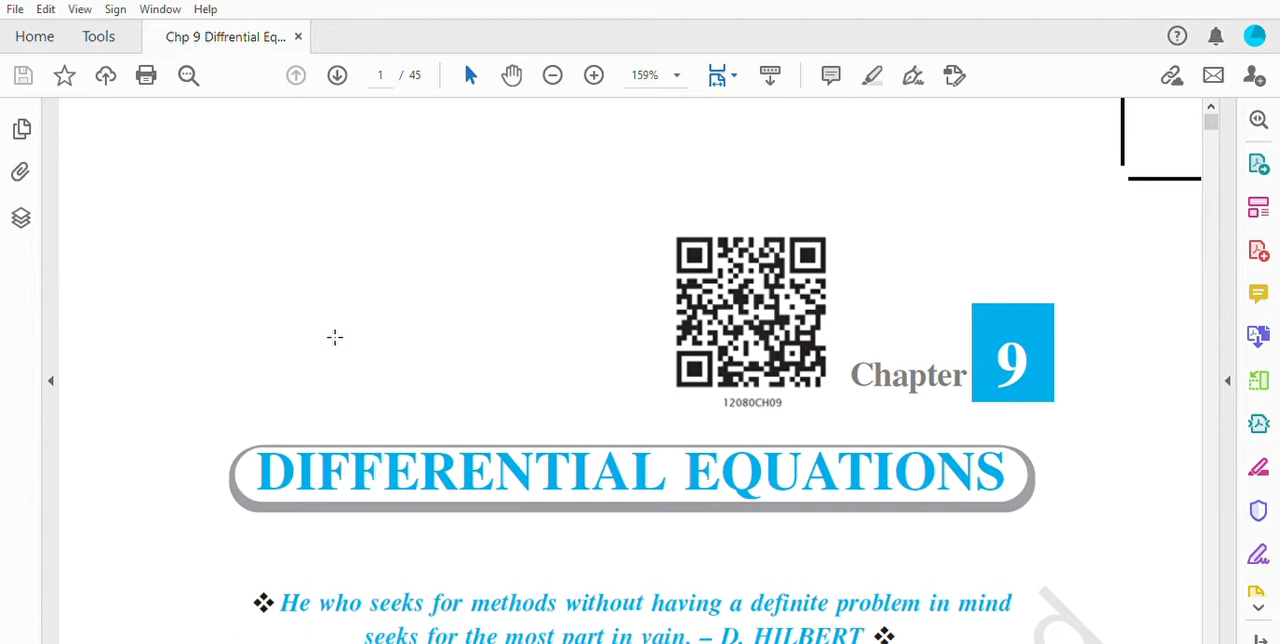 File Edit View Sign Window Help
Home Tools Chp 9 Diffrential Eq... ×
1 / 45 159%
12080CH09
Chapter 9
DIFFERENTIAL EQUATIONS
❖ He who seeks for methods without having a definite problem in mind
seeks for the most part in vain. – D. HILBERT ❖
d